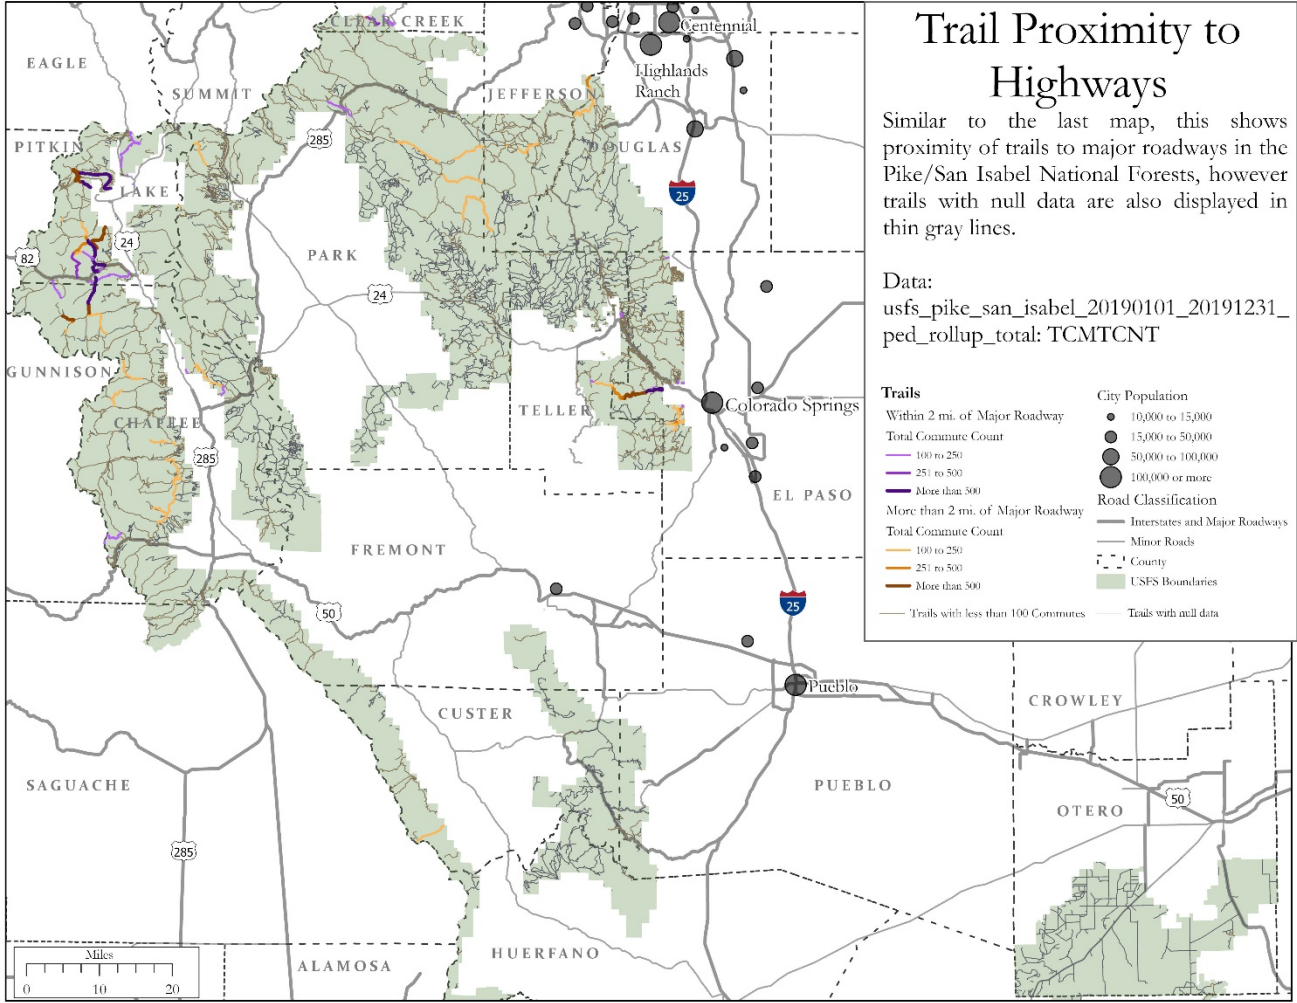 Trail Proximity to
Highways
Similar to the last map, this shows
proximity of trails to major roadways in the
Pike/San Isabel National Forests, however
trails with null data are also displayed in
thin gray lines.
Data:
usfs_pike_san_isabel_20190101_20191231_
ped_rollup_total: TCMTCNT
Trails
Within 2 mi. of Major Roadway
Total Commute Count
100 to 250
251 to 500
More than 500
More than 2 mi. of Major Roadway
Total Commute Count
100 to 250
251 to 500
More than 500
Trails with less than 100 Commutes
City Population
10,000 to 15,000
15,000 to 50,000
50,000 to 100,000
100,000 or more
Road Classification
Interstates and Major Roadways
Minor Roads
County
USFS Boundaries
Trails with null data
CLEAR CREEK
Centennial
EAGLE
Highlands
Ranch
SUMMIT
JEFFERSON
285
PITKIN
DOUGLAS
LAKE
25
24
82
PARK
24
GUNNISON
TELLER
Colorado Springs
CHAFFEE
285
EL PASO
FREMONT
50
25
Pueblo
CUSTER
CROWLEY
SAGUACHE
PUEBLO
50
OTERO
285
HUERFANO
ALAMOSA
Miles
0 10 20